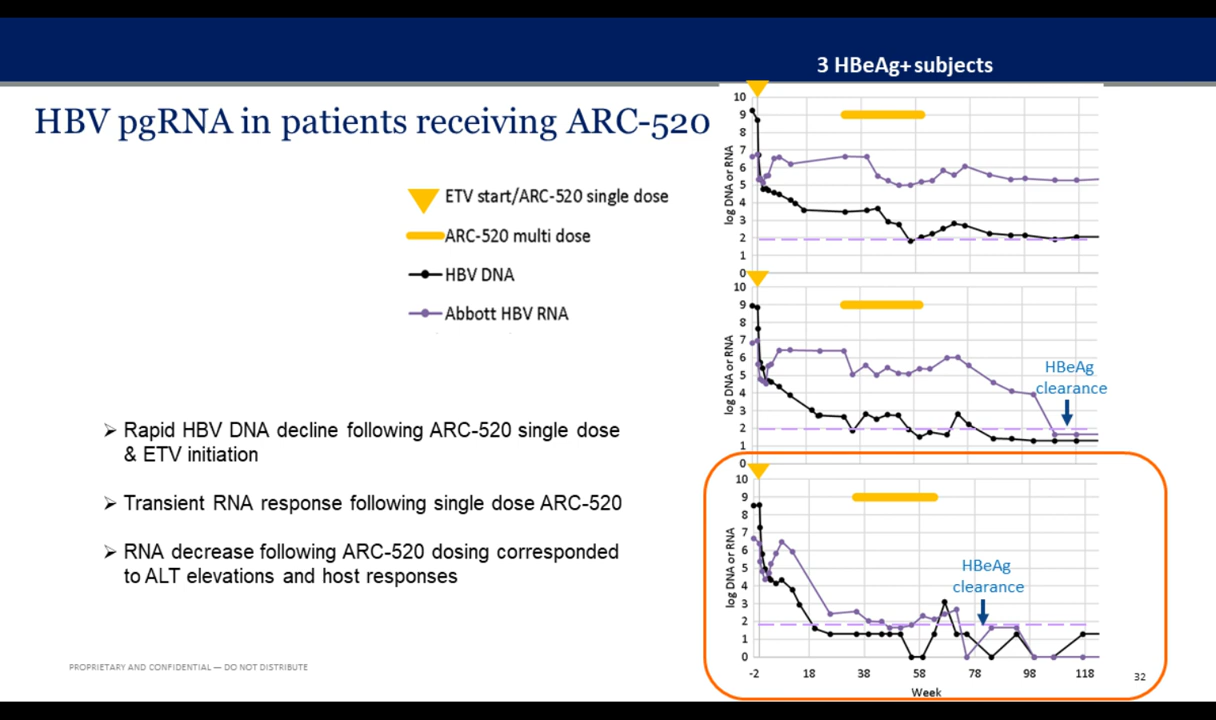 3 HBeAg+ subjects
HBV pgRNA in patients receiving ARC-520
ETV start/ARC-520 single dose
ARC-520 multi dose
HBV DNA
Abbott HBV RNA
➢ Rapid HBV DNA decline following ARC-520 single dose
& ETV initiation
➢ Transient RNA response following single dose ARC-520
➢ RNA decrease following ARC-520 dosing corresponded
to ALT elevations and host responses
PROPRIETARY AND CONFIDENTIAL — DO NOT DISTRIBUTE
log DNA or RNA
10
9
8
7
6
5
4
3
2
1
0
log DNA or RNA
10
9
8
7
6
5
4
3
2
1
0
HBeAg
clearance
log DNA or RNA
10
9
8
7
6
5
4
3
2
1
0
HBeAg
clearance
-2 18 38 58 78 98 118
Week
32